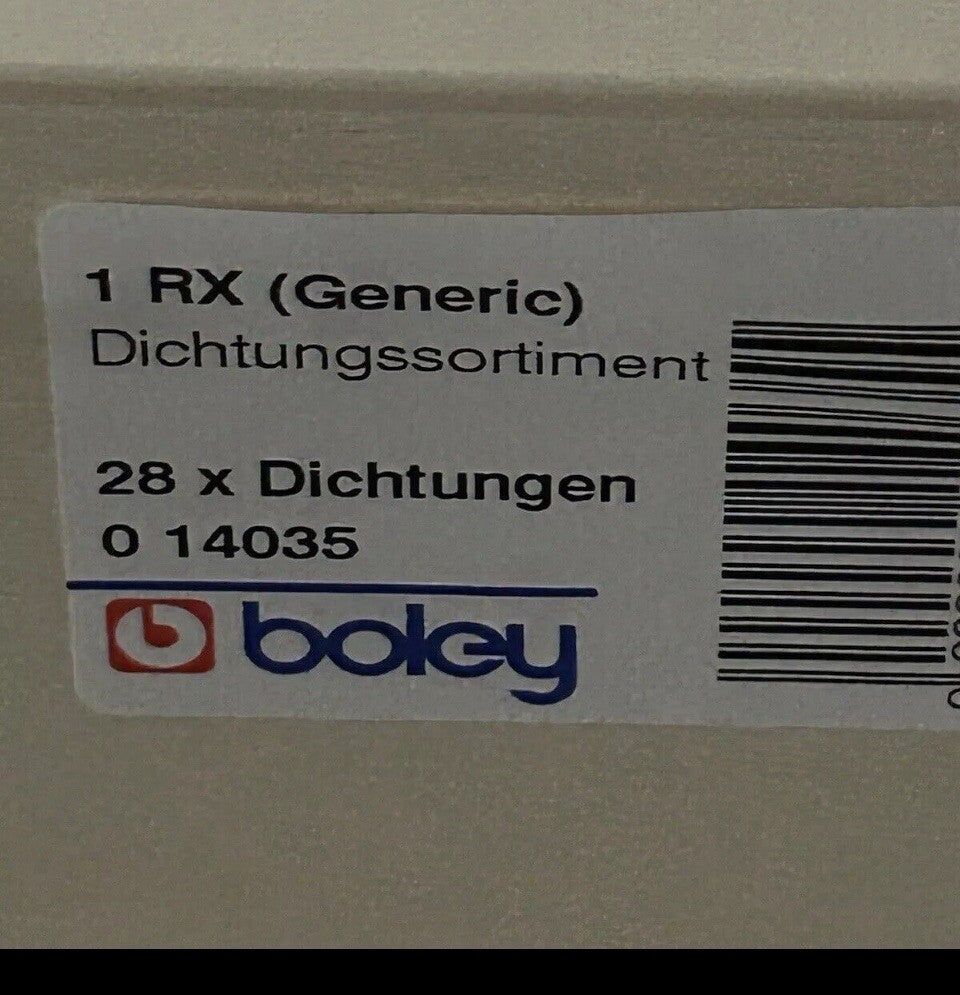 1 RX (Generic)
Dichtungssortiment
28 x Dichtungen
0 14035
boley